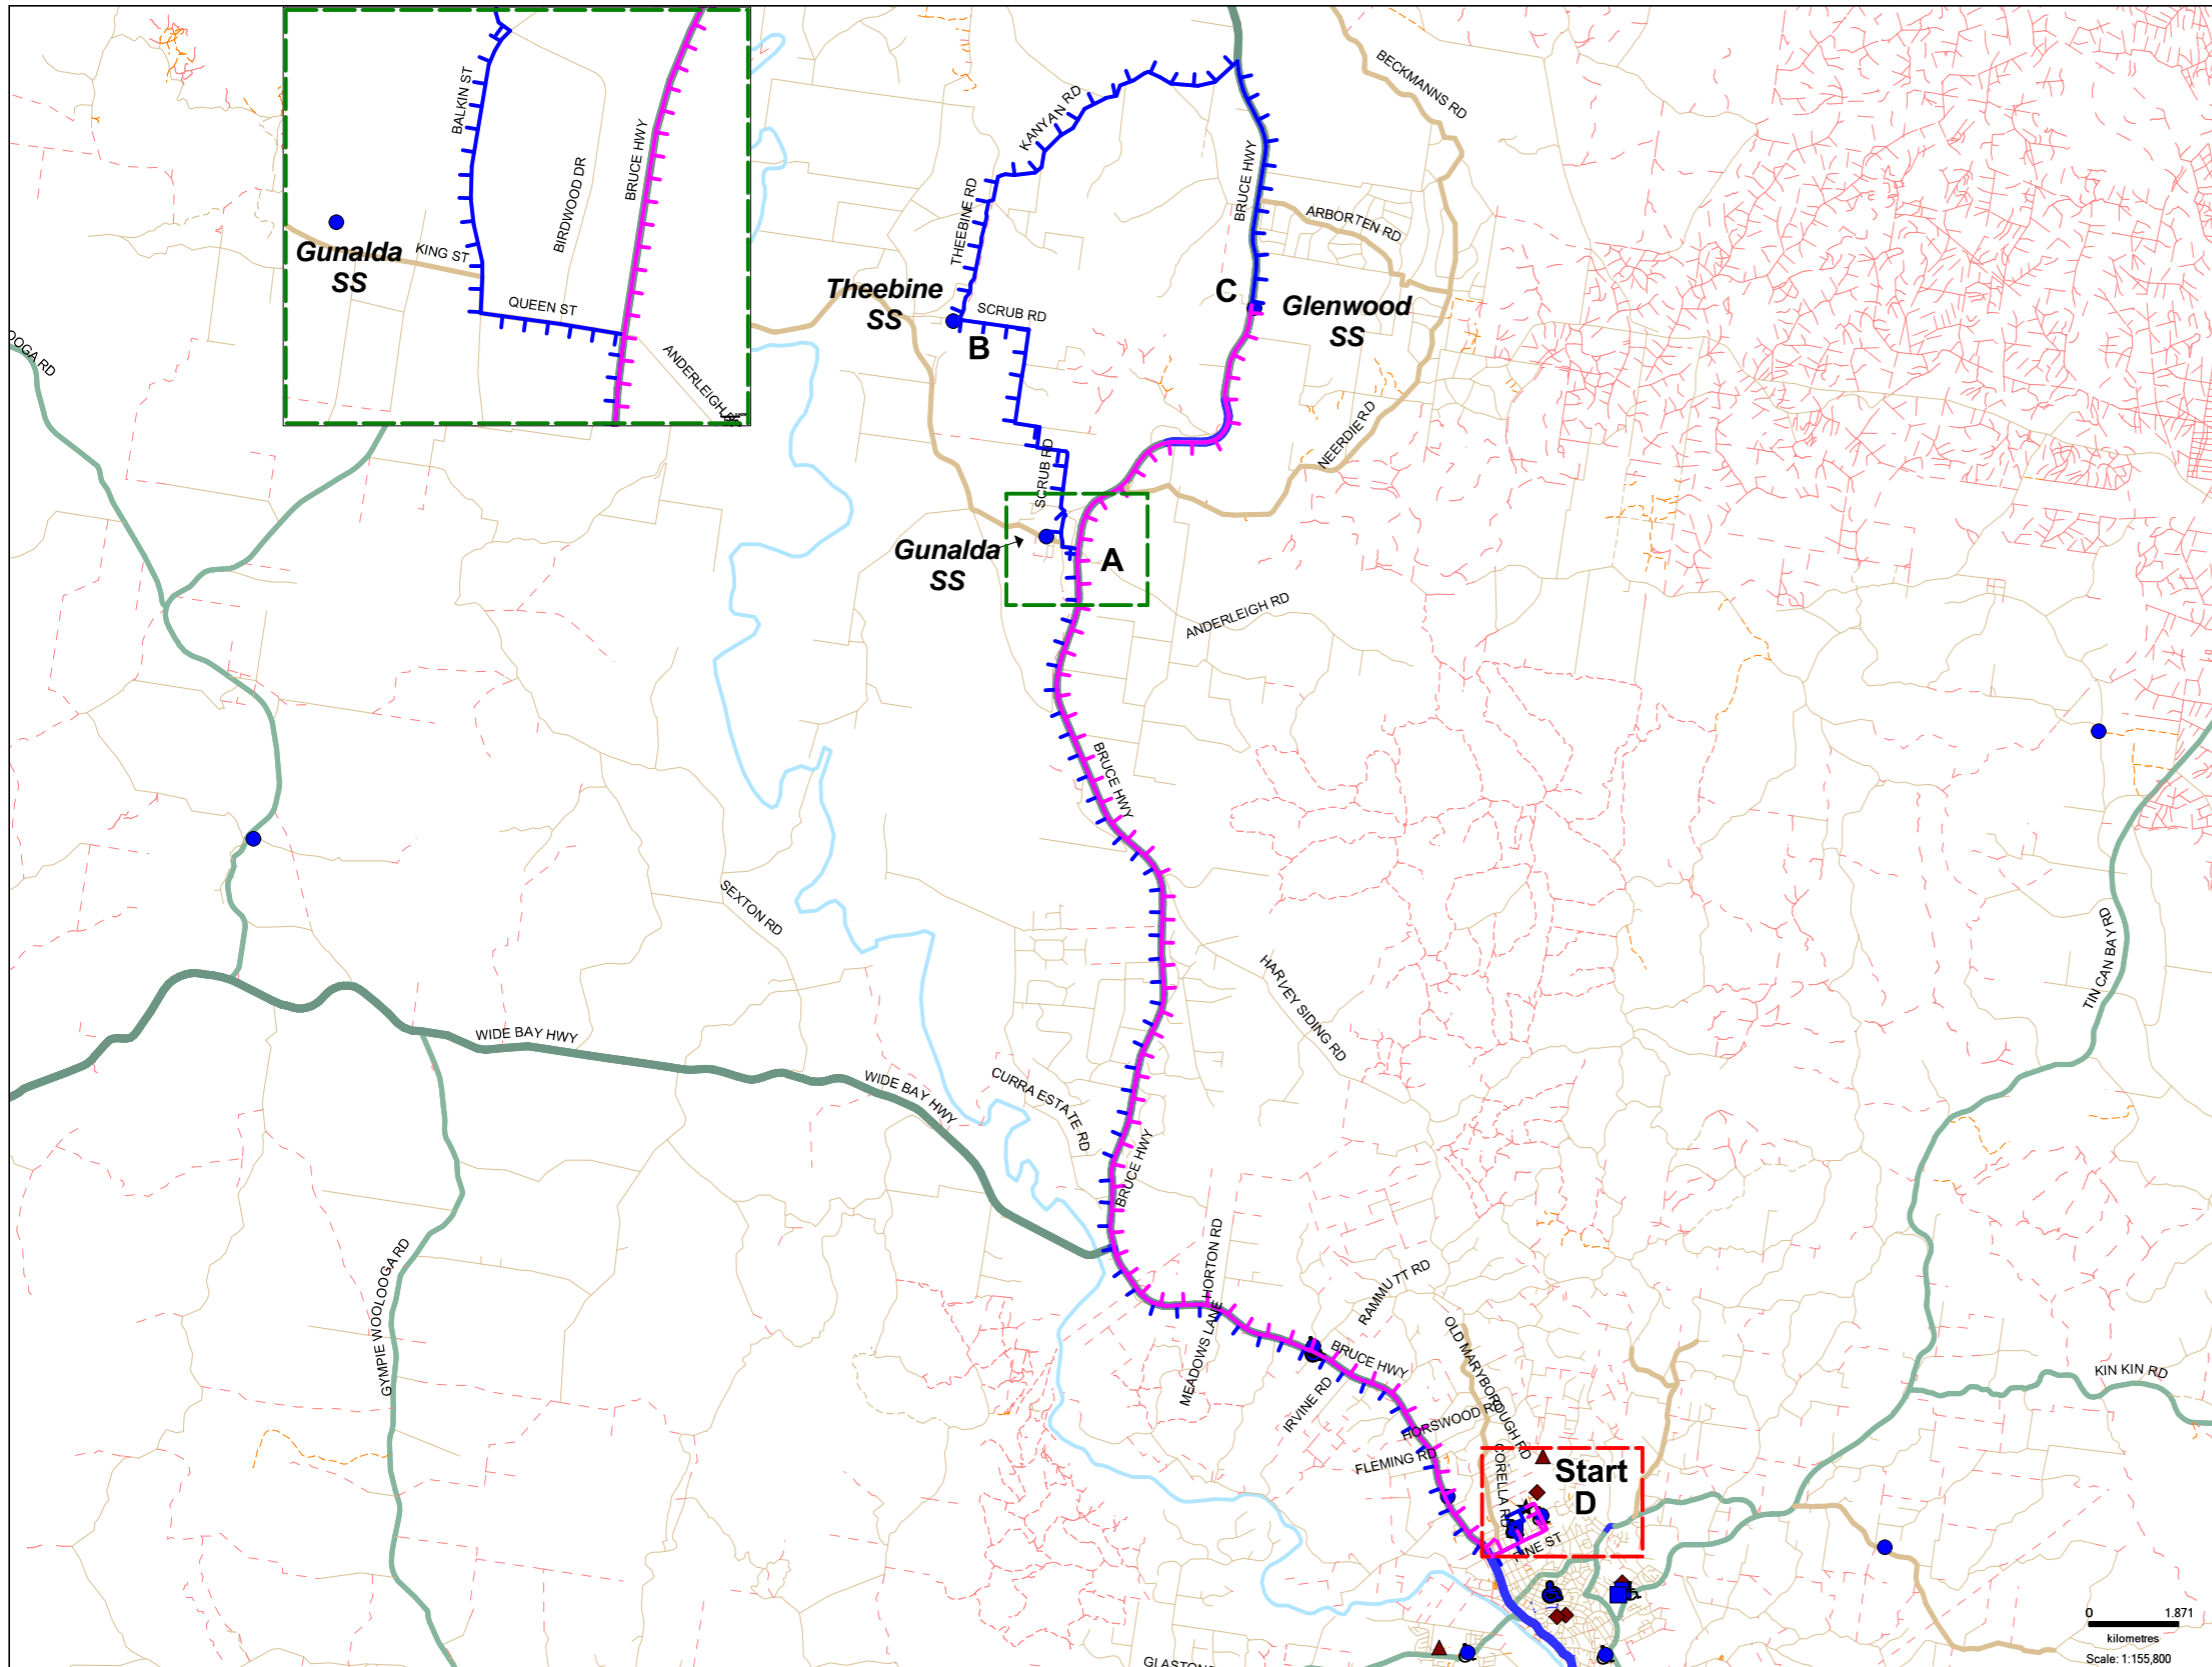 BALKIN ST
BIRDWOOD DR
BRUCE HWY
KING ST
QUEEN ST
ANDERLEIGH
Gunalda
SS
BECKMANNS RD
KANYAN RD
THEEBINE RD
BRUCE HWY
ARBORTEN RD
Theebine
SS
SCRUB RD
B
C
Glenwood
SS
OOGA RD
NEERDIE RD
SCRUB RD
Gunalda
SS
A
ANDERLEIGH RD
BRUCE HWY
SEXTON RD
HARVEY SIDING RD
TIN CAN BAY RD
WIDE BAY HWY
WIDE BAY HWY
CURRA ESTATE RD
BRUCE HWY
HORTON RD
MEADOWS LANE
RAMMUTT RD
GYMPIE WOOLOOGA RD
BRUCE HWY
OLD MARYBOROUGH RD
KIN KIN RD
IRVINE RD
HORSWOOD RD
FLEMING RD
CORELLA RD
Start
D
PINE ST
0 1.871
kilometres
Scale: 1:155,800